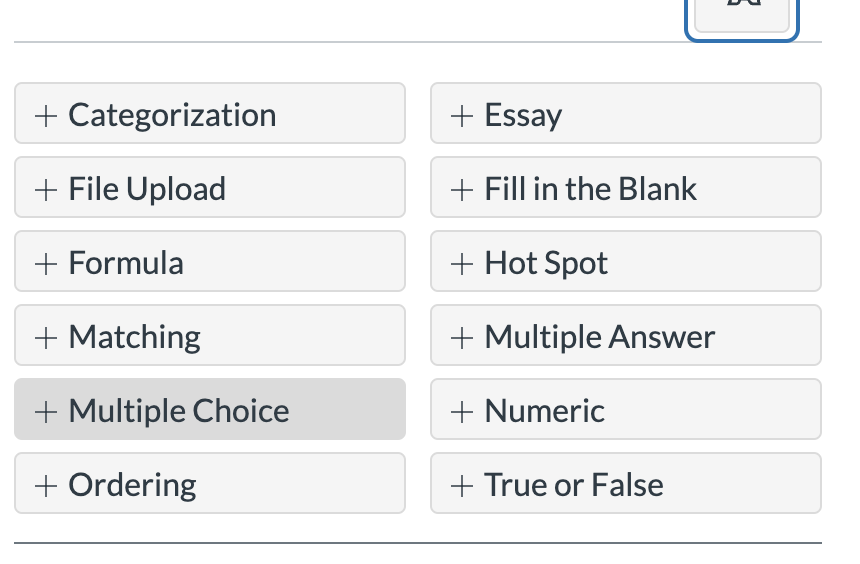 + Categorization
+ Essay
+ File Upload
+ Fill in the Blank
+ Formula
+ Hot Spot
+ Matching
+ Multiple Answer
+ Multiple Choice
+ Numeric
+ Ordering
+ True or False